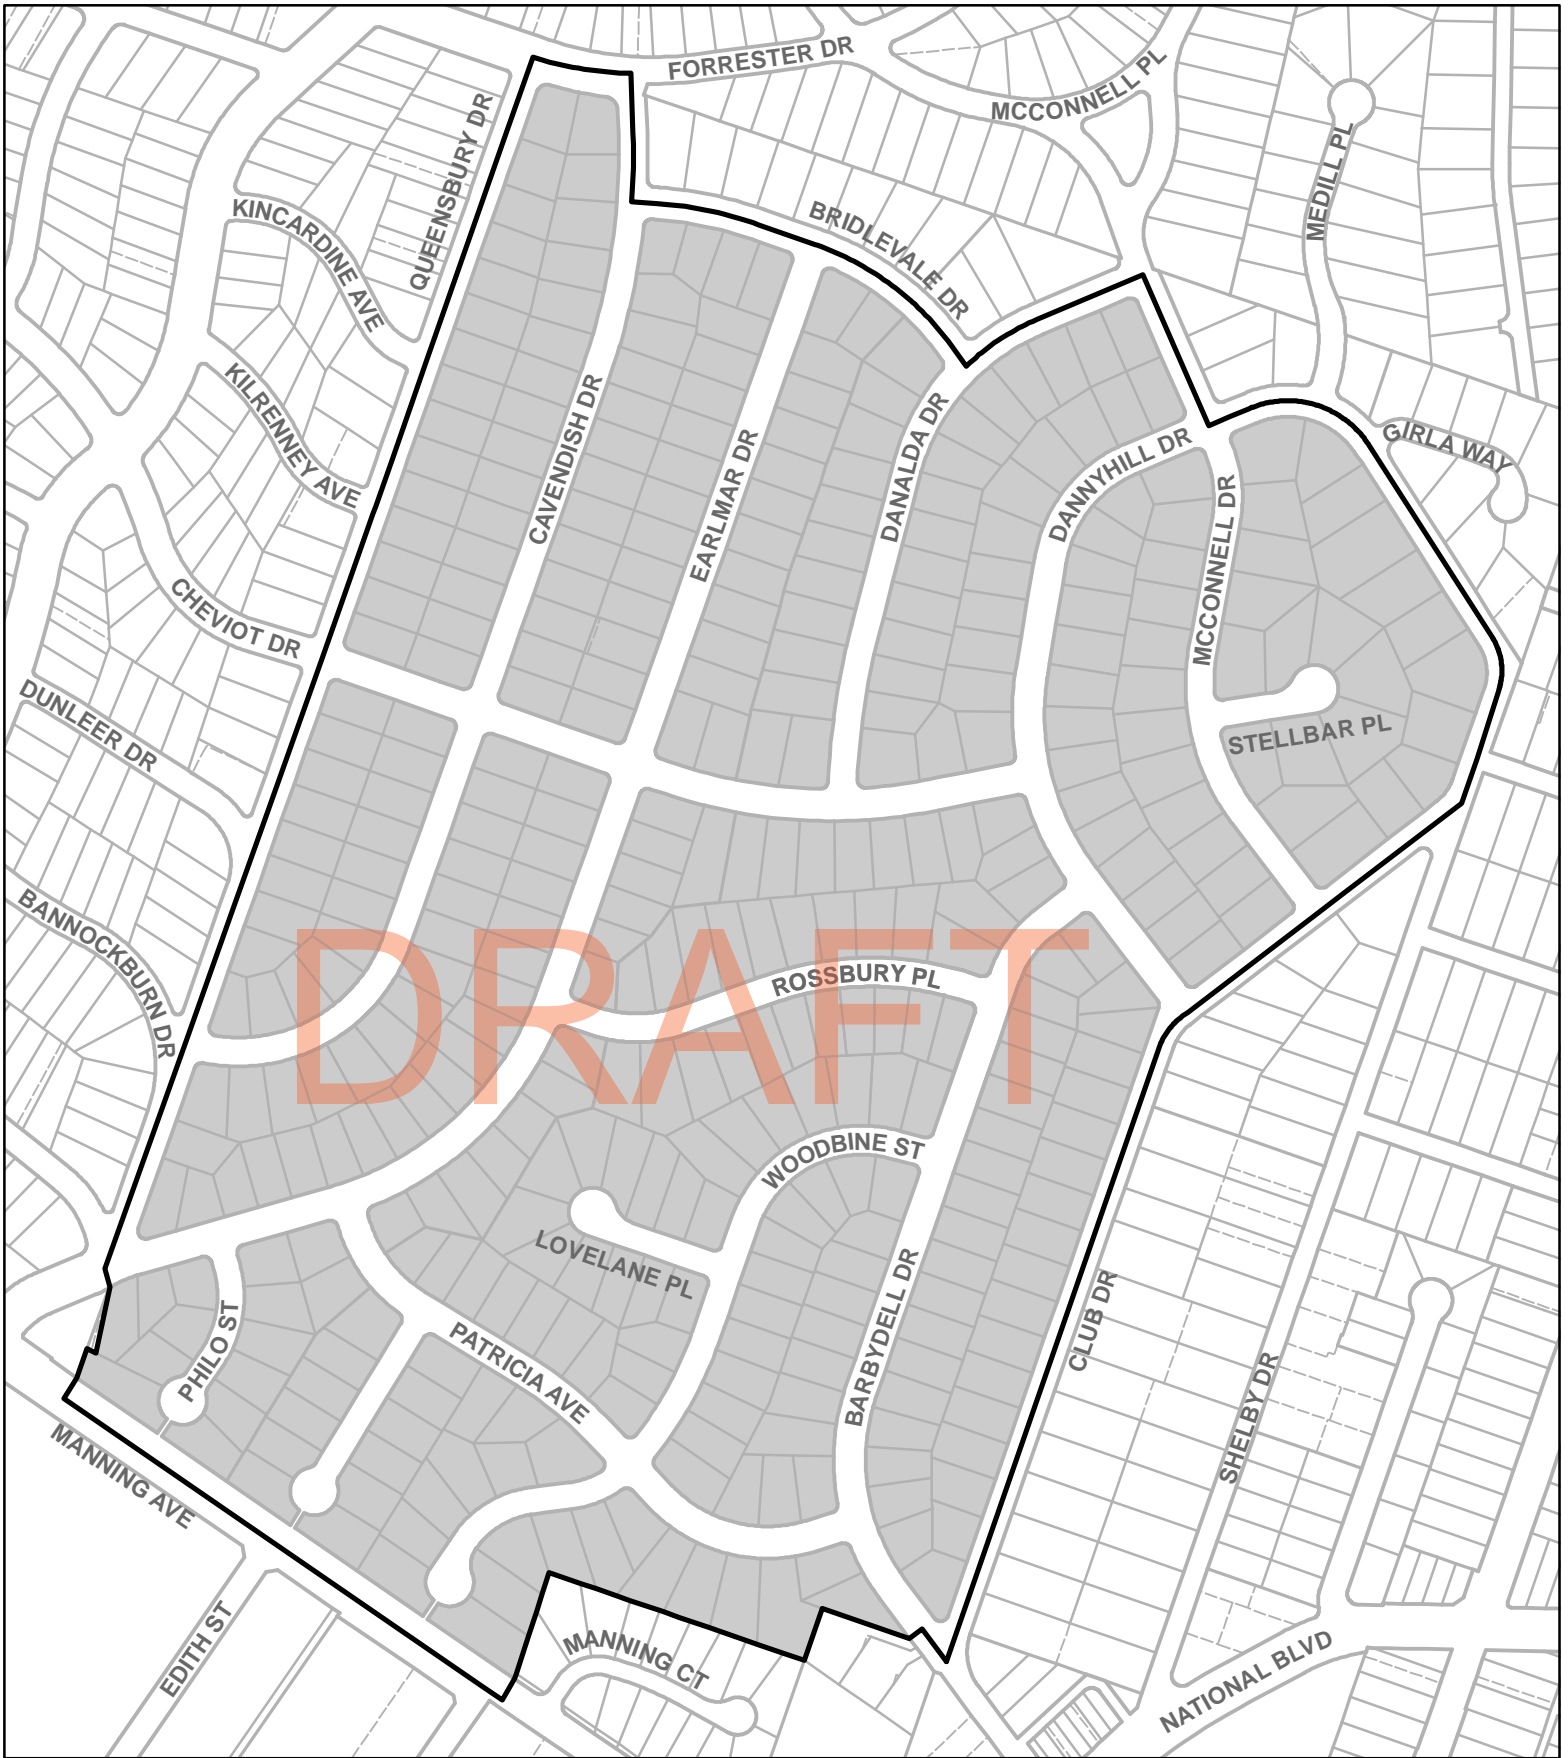 FORRESTER DR
MCCONNELL PL
MEDILL PL
QUEENSBURY DR
KINCARDINE AVE
BRIDLEVALE DR
KILRENNEY AVE
CAVENDISH DR
EARLMAR DR
DANALDA DR
DANNYHILL DR
MCCONNELL DR
GIRLA WAY
CHEVIOT DR
DUNLEER DR
STELLBAR PL
BANNOCKBURN DR
DRAFT
ROSSBURY PL
WOODBINE ST
LOVELANE PL
PHILO ST
PATRICIA AVE
BARBYDELL DR
CLUB DR
SHELBY DR
MANNING AVE
EDITH ST
MANNING CT
NATIONAL BLVD